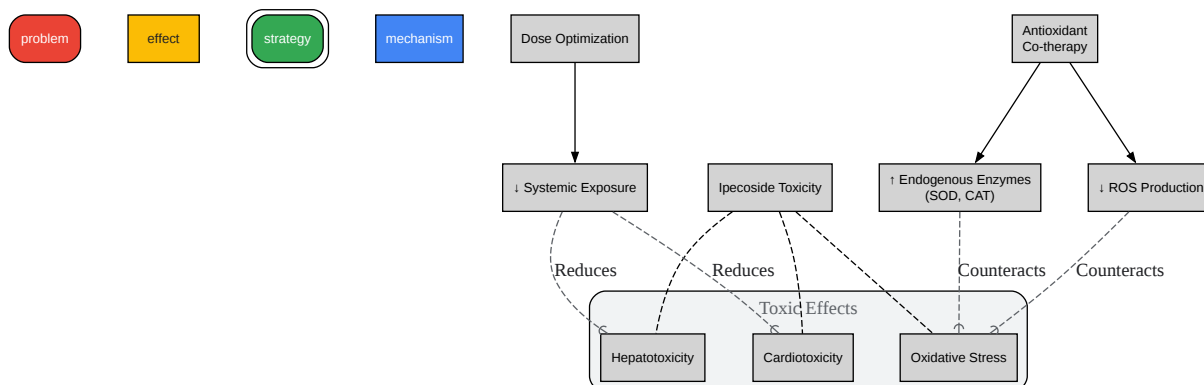 problem
effect
strategy
mechanism
Dose Optimization
Antioxidant
Co-therapy
↓ Systemic Exposure
Ipecoside Toxicity
↑ Endogenous Enzymes
(SOD, CAT)
↓ ROS Production
Reduces
Reduces
Counteracts
Counteracts
Toxic Effects
Hepatotoxicity
Cardiotoxicity
Oxidative Stress